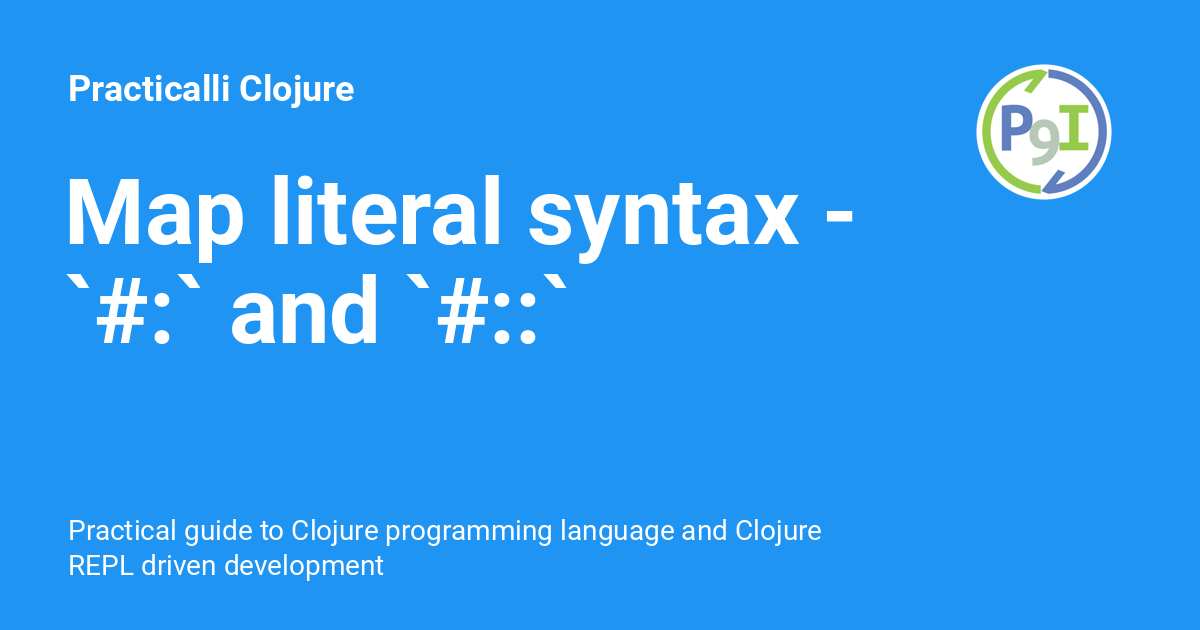 Practicalli Clojure
P9I
Map literal syntax -
`#:` and `#::`
Practical guide to Clojure programming language and Clojure
REPL driven development